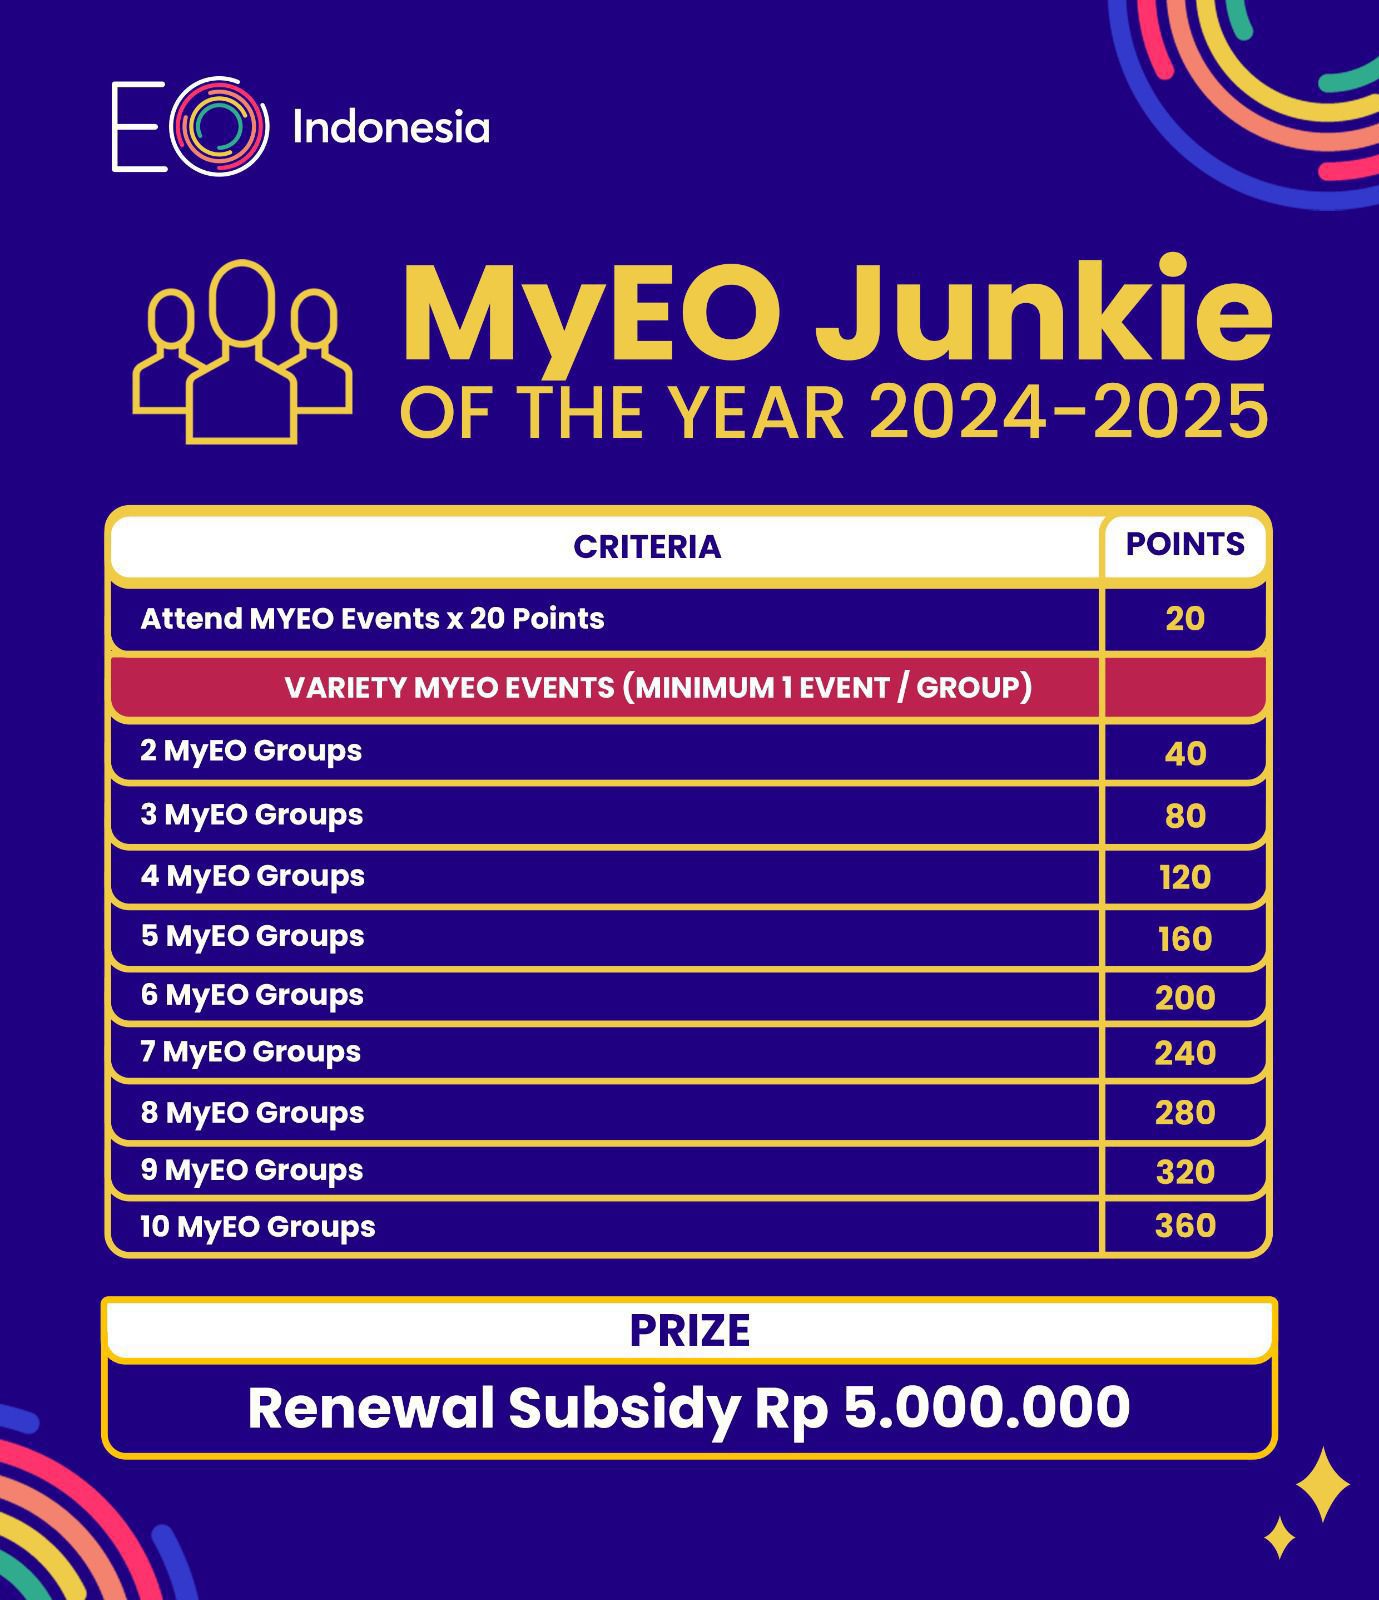 EO Indonesia
MyEO Junkie
OF THE YEAR 2024-2025
CRITERIA POINTS
Attend MYEO Events x 20 Points 20
VARIETY MYEO EVENTS (MINIMUM 1 EVENT / GROUP)
2 MyEO Groups 40
3 MyEO Groups 80
4 MyEO Groups 120
5 MyEO Groups 160
6 MyEO Groups 200
7 MyEO Groups 240
8 MyEO Groups 280
9 MyEO Groups 320
10 MyEO Groups 360
PRIZE
Renewal Subsidy Rp 5.000.000